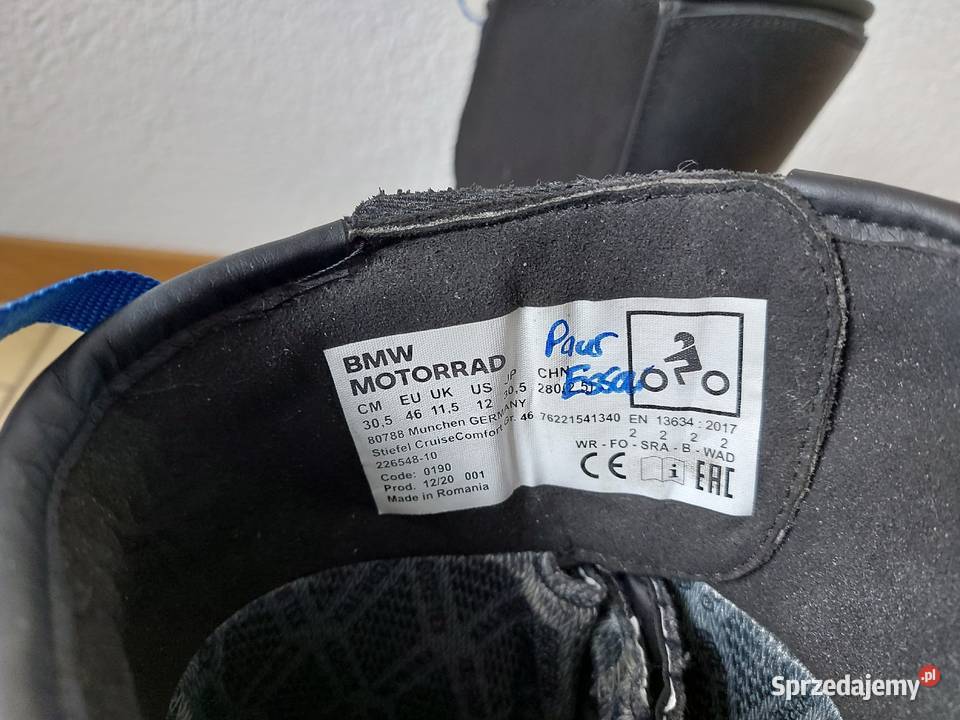 BMW
MOTORRAD
CM EU UK US JP CHN
30,5 46 11,5 12 30,5 280(2.5)
80788 Munchen GERMANY
Stiefel CruiseComfort Gr. 46 76221541340
226548-10
Code: 0190
Prod. 12/20 001
Made in Romania
Paus
EN 13634 : 2017
2 2 2 2
WR - FO - SRA - B - WAD
CE i EAC
Sprzedajemy.pl